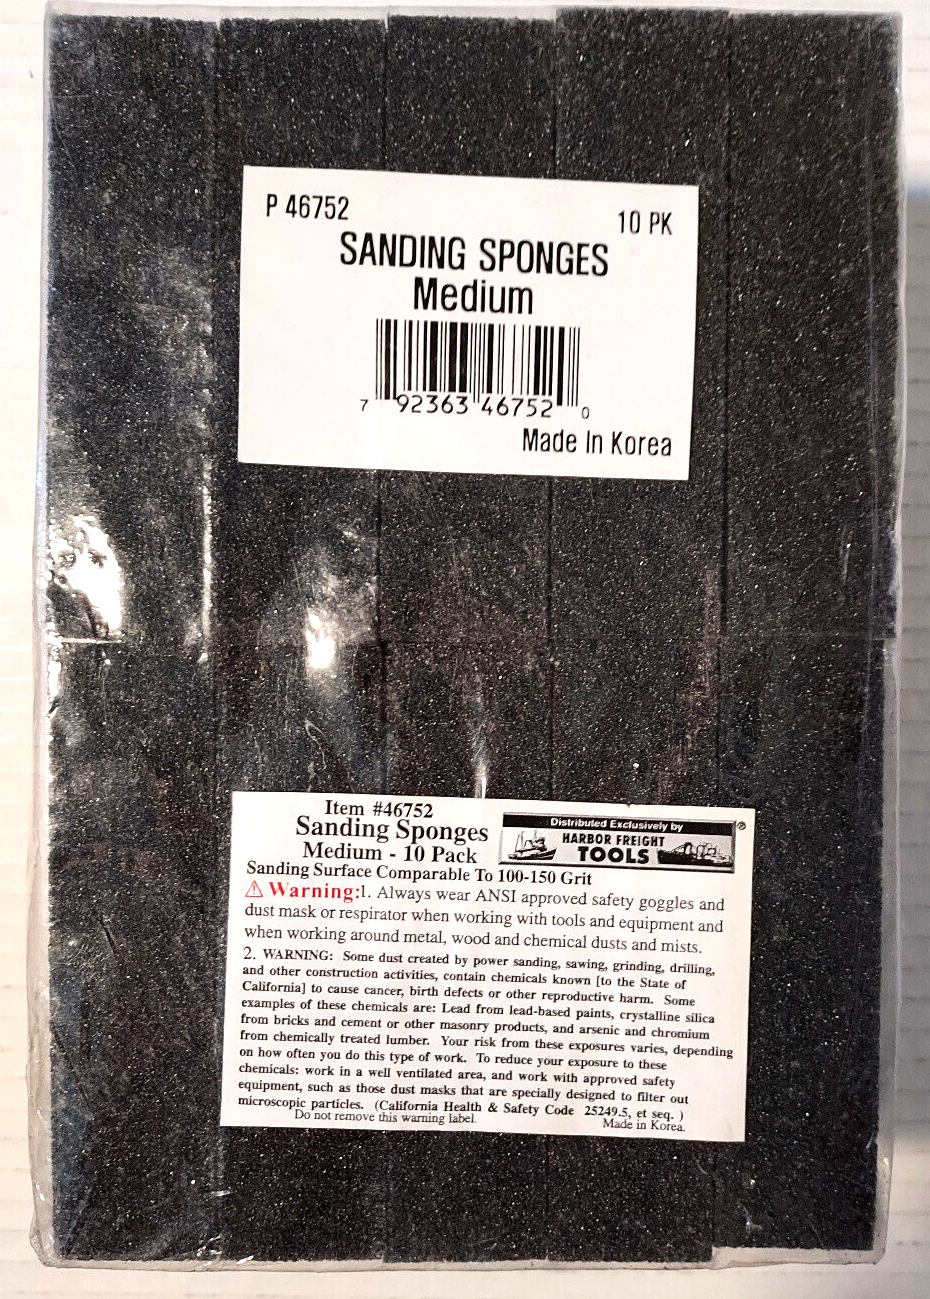 P 46752
10 PK
SANDING SPONGES
Medium
7 92363 46752 0
Made In Korea
Item #46752
Sanding Sponges
Medium - 10 Pack
Distributed Exclusively by
HARBOR FREIGHT
TOOLS
®
Sanding Surface Comparable To 100-150 Grit
⚠ Warning:1. Always wear ANSI approved safety goggles and
dust mask or respirator when working with tools and equipment and
when working around metal, wood and chemical dusts and mists.
2. WARNING: Some dust created by power sanding, sawing, grinding, drilling,
and other construction activities, contain chemicals known [to the State of
California] to cause cancer, birth defects or other reproductive harm. Some
examples of these chemicals are: Lead from lead-based paints, crystalline silica
from bricks and cement or other masonry products, and arsenic and chromium
from chemically treated lumber. Your risk from these exposures varies, depending
on how often you do this type of work. To reduce your exposure to these
chemicals: work in a well ventilated area, and work with approved safety
equipment, such as those dust masks that are specially designed to filter out
microscopic particles. (California Health & Safety Code 25249.5, et seq. )
Do not remove this warning label.
Made in Korea.